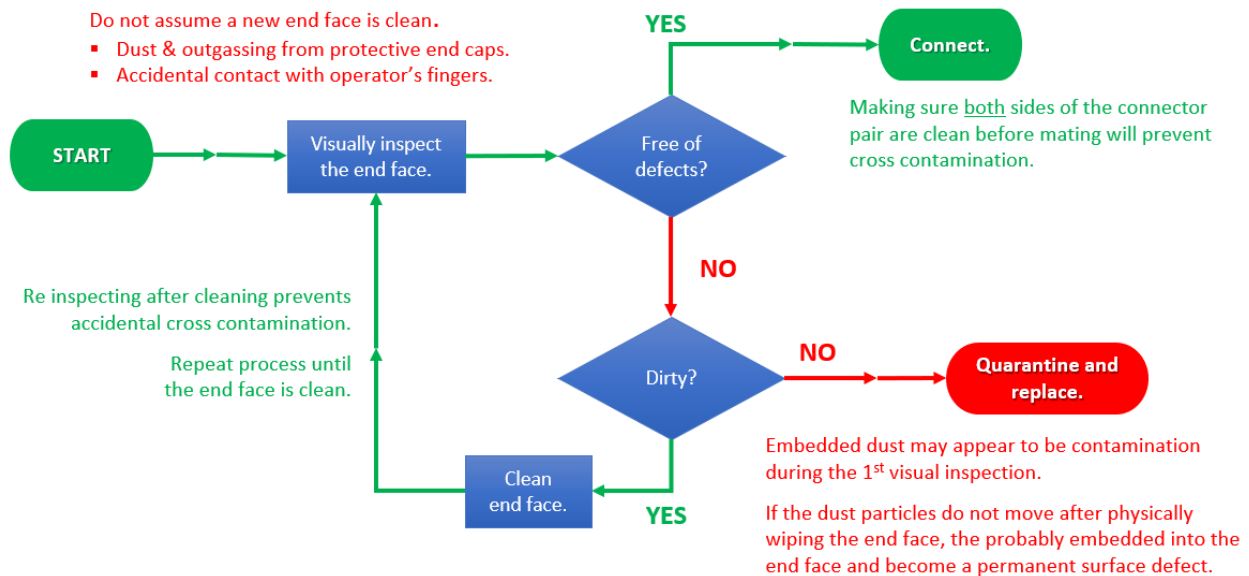 Do not assume a new end face is clean.
▪ Dust & outgassing from protective end caps.
▪ Accidental contact with operator's fingers.
YES
Connect.
Making sure both sides of the connector
pair are clean before mating will prevent
cross contamination.
START
Visually inspect
the end face.
Free of
defects?
NO
Re inspecting after cleaning prevents
accidental cross contamination.
Repeat process until
the end face is clean.
Dirty?
NO
Quarantine and
replace.
Clean
end face.
YES
Embedded dust may appear to be contamination
during the 1st visual inspection.
If the dust particles do not move after physically
wiping the end face, the probably embedded into the
end face and become a permanent surface defect.